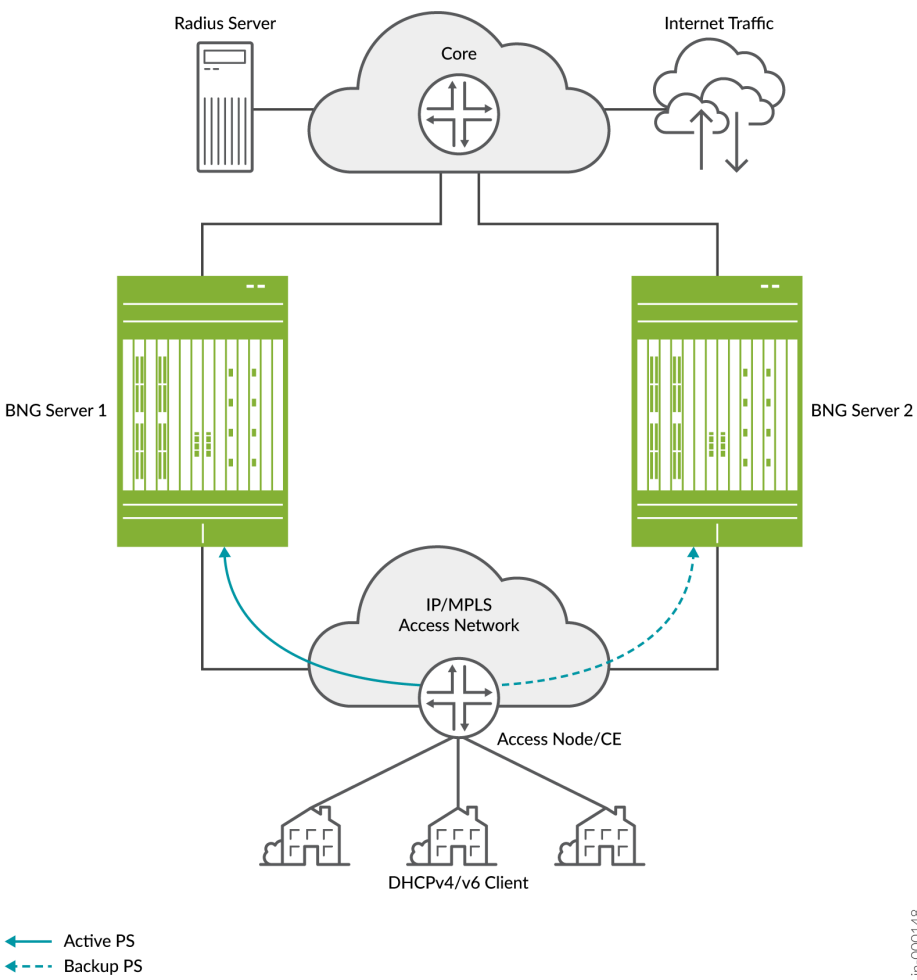 Radius Server
Internet Traffic
Core
BNG Server 1
BNG Server 2
IP/MPLS
Access Network
Access Node/CE
DHCPv4/v6 Client
Active PS
Backup PS